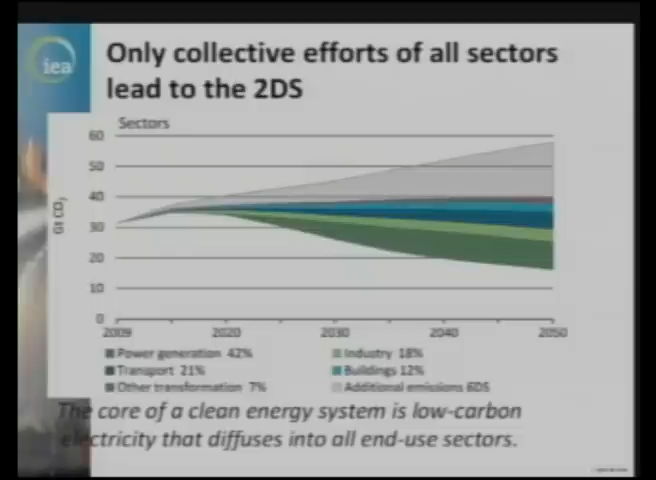 iea
Only collective efforts of all sectors
lead to the 2DS
Sectors
60
50
40
30
20
10
0
Gt CO2
2009 2020 2030 2040 2050
Power generation 42% Industry 18%
Transport 21% Buildings 12%
Other transformation 7% Additional emissions 6DS
The core of a clean energy system is low-carbon
electricity that diffuses into all end-use sectors.